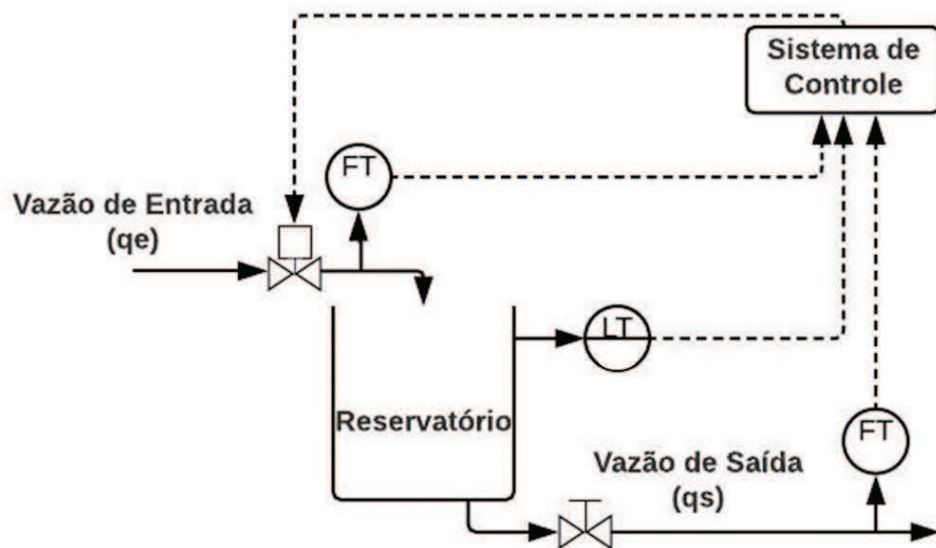 Sistema de
Controle
FT
Vazão de Entrada
(qe)
LT
Reservatório
FT
Vazão de Saída
(qs)